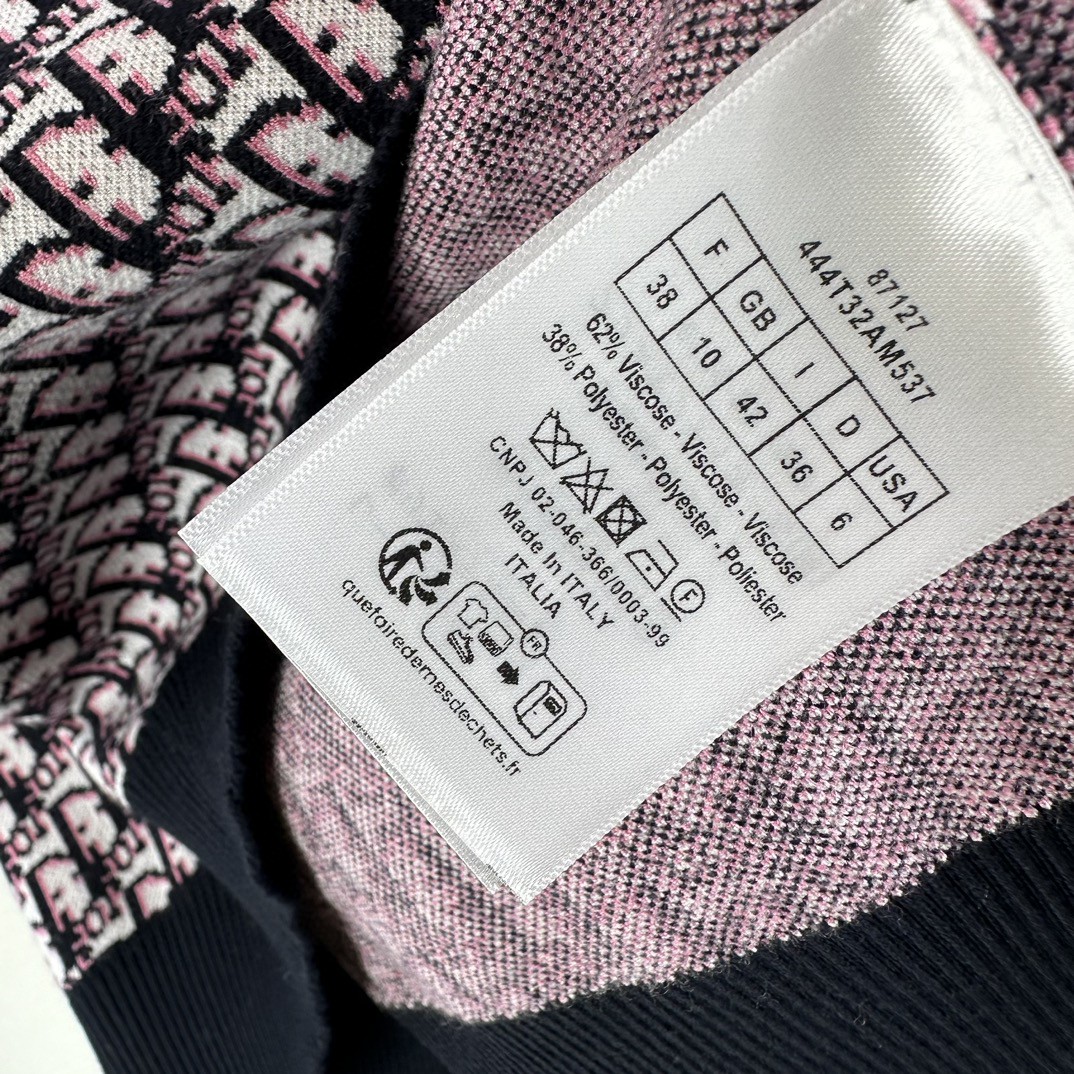 87127
444T32AM537
F GB I D USA
38 10 42 36 6
62% Viscose - Viscose - Viscose
38% Polyester - Polyester - Poliester
F
CNPJ 02-046-366/0003-99
Made In ITALY
ITALIA
FR
quefairedemesdechets.fr